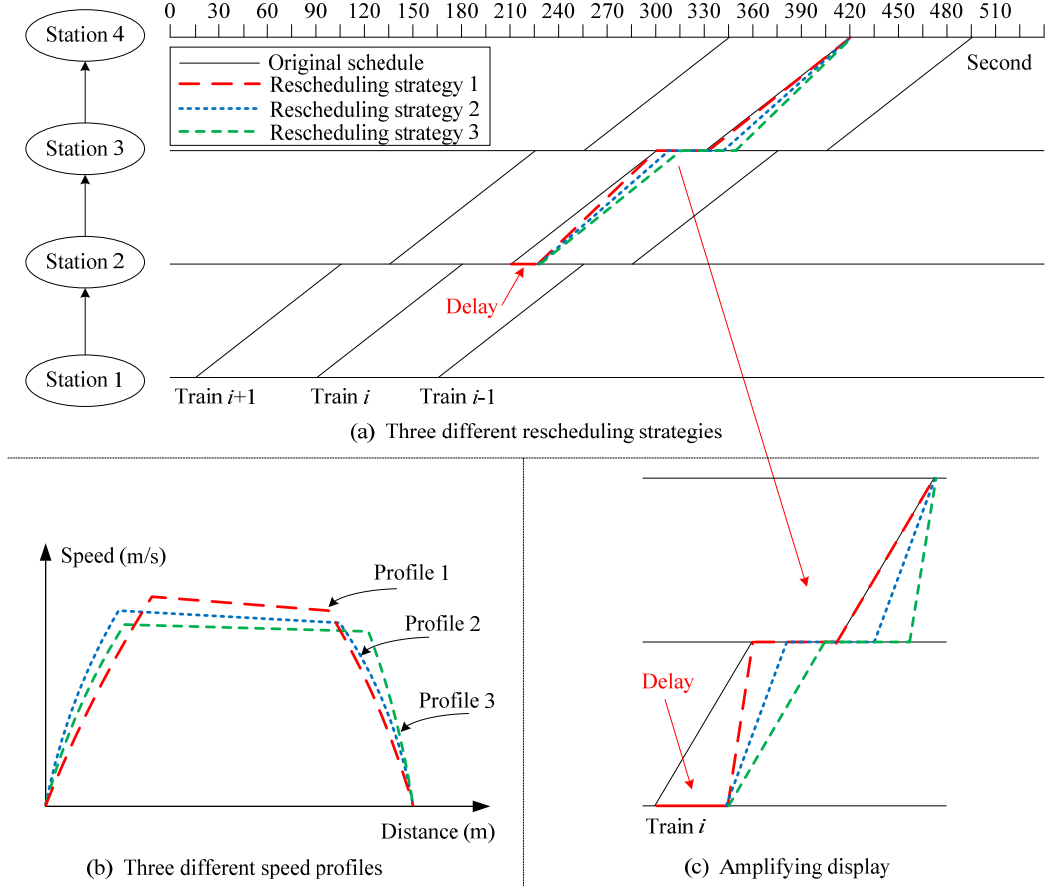 0 30 60 90 120 150 180 210 240 270 300 330 360 390 420 450 480 510
Station 4
Second
Original schedule
Rescheduling strategy 1
Rescheduling strategy 2
Rescheduling strategy 3
Station 3
Station 2
Delay
Station 1
Train i+1 Train i Train i-1
(a) Three different rescheduling strategies
Speed (m/s)
Profile 1
Profile 2
Profile 3
Distance (m)
(b) Three different speed profiles
Delay
Train i
(c) Amplifying display